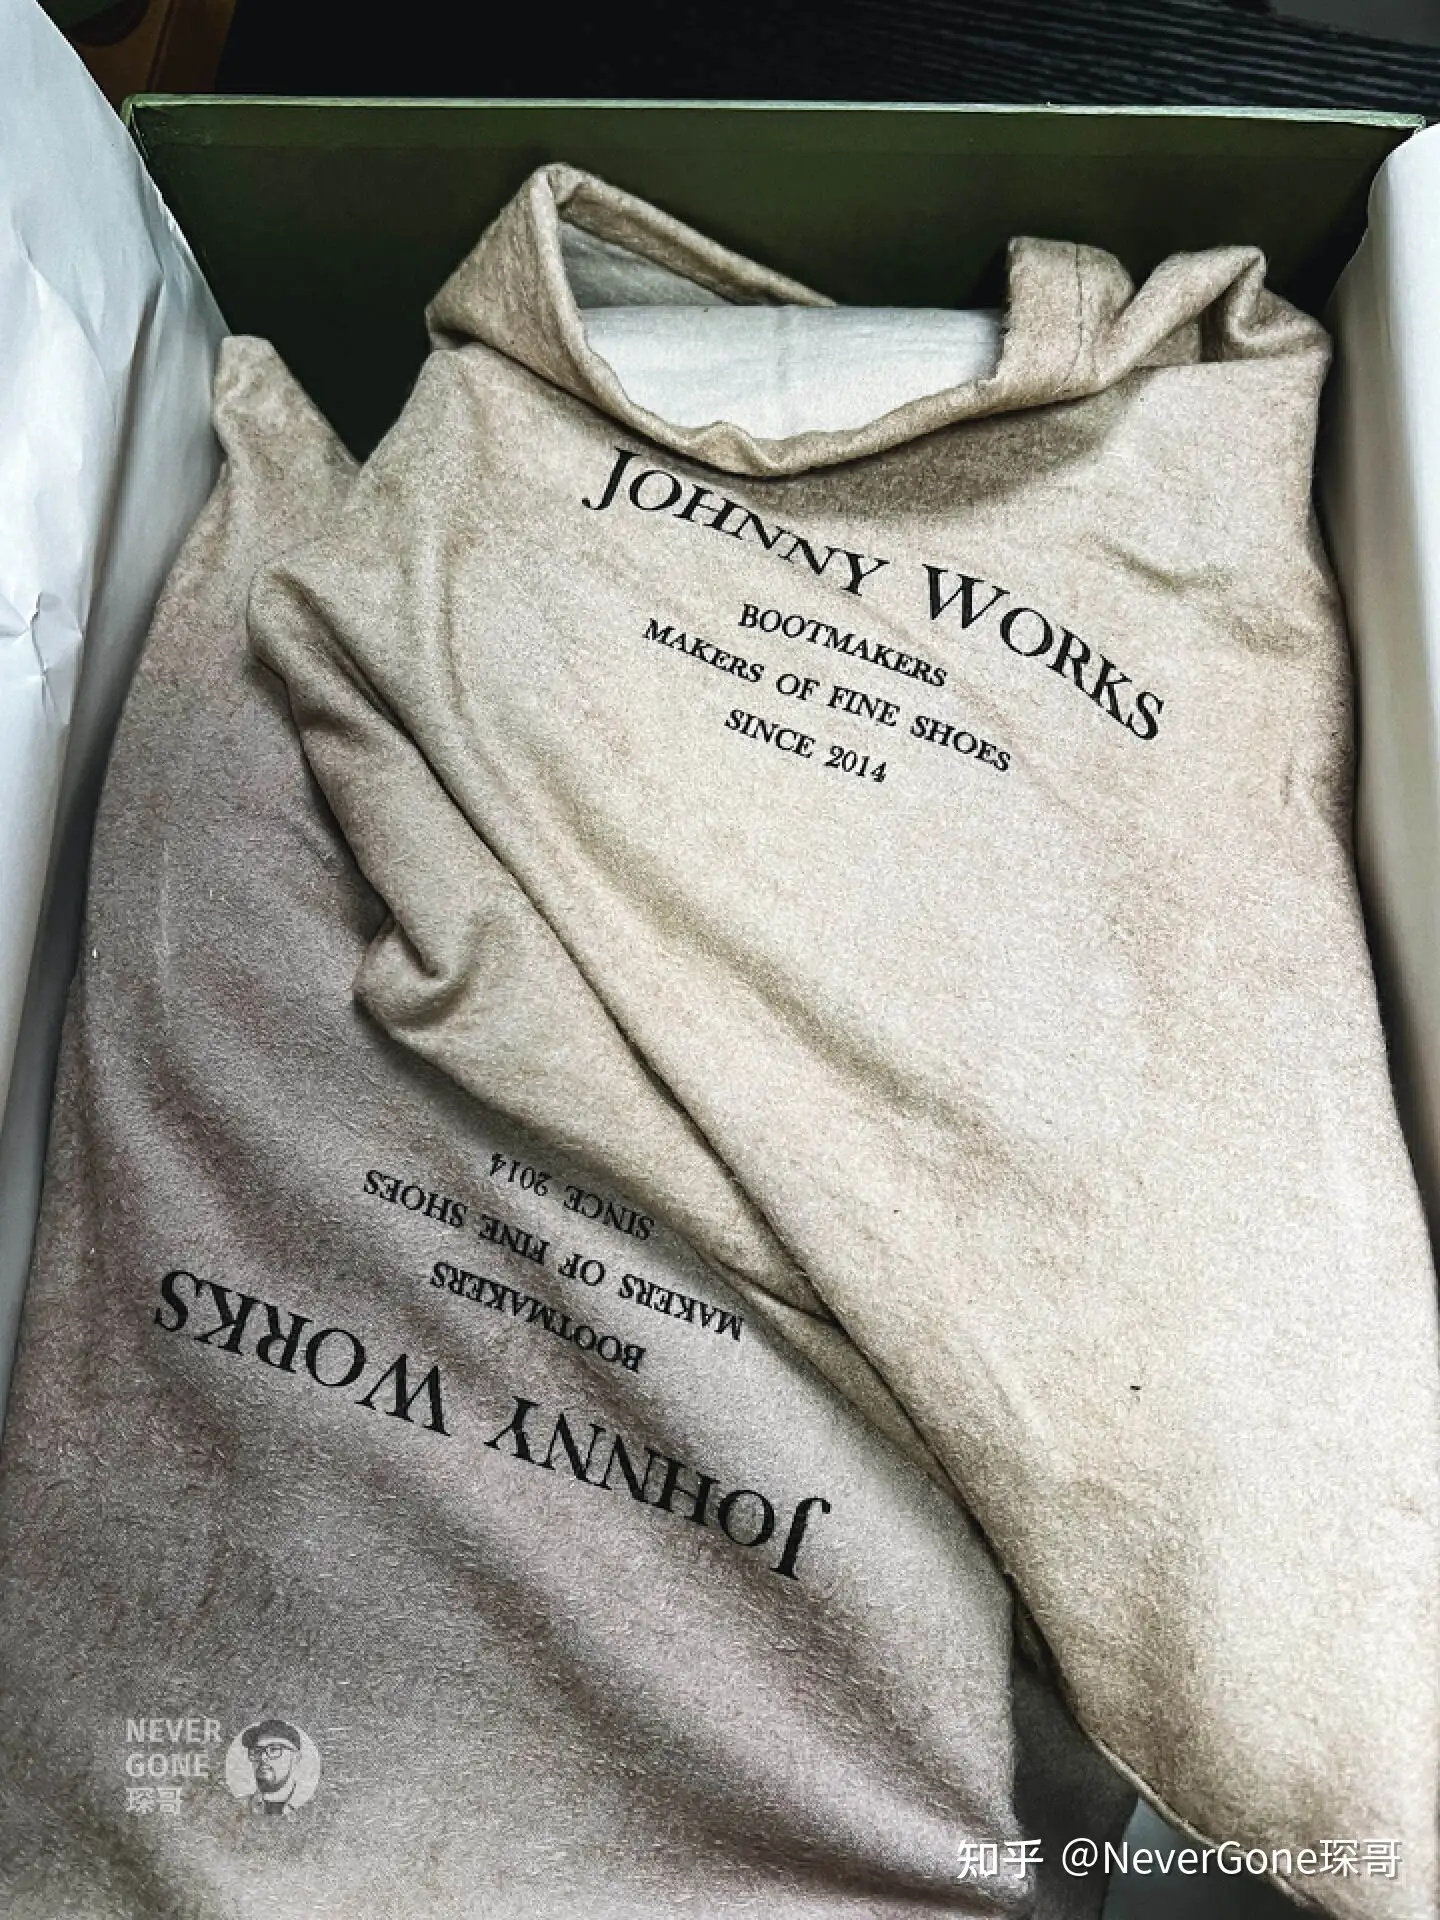 JOHNNY WORKS
BOOTMAKERS
MAKERS OF FINE SHOES
SINCE 2014
SINCE 2014
MAKERS OF FINE SHOES
BOOTMAKERS
JOHNNY WORKS
NEVER
GONE
琛哥
知乎 @NeverGone琛哥